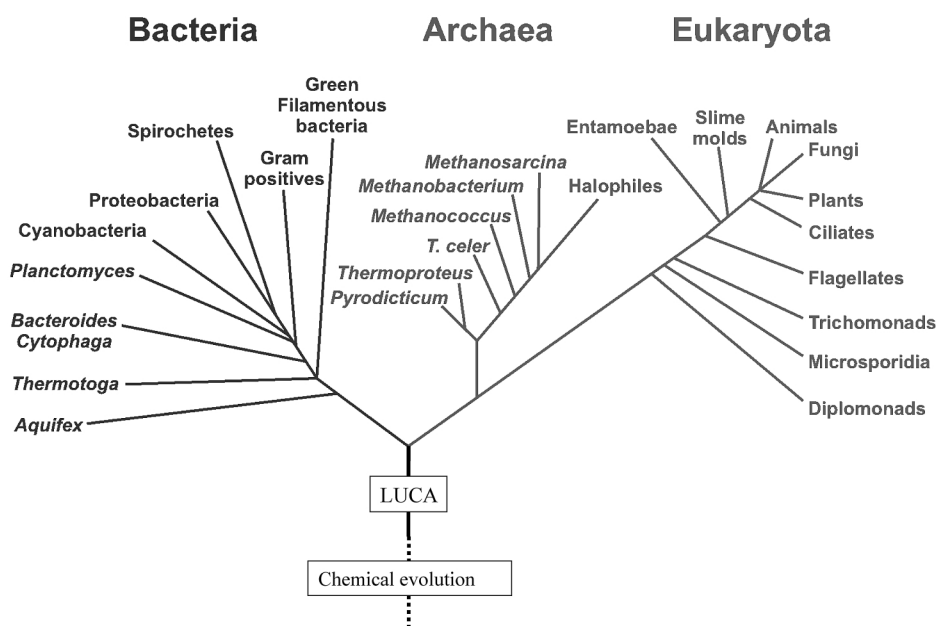 Bacteria
Archaea
Eukaryota
Green
Filamentous
bacteria
Spirochetes
Gram
positives
Proteobacteria
Cyanobacteria
Planctomyces
Bacteroides
Cytophaga
Thermotoga
Aquifex
Methanosarcina
Methanobacterium
Halophiles
Methanococcus
T. celer
Thermoproteus
Pyrodicticum
Entamoebae
Slime
molds
Animals
Fungi
Plants
Ciliates
Flagellates
Trichomonads
Microsporidia
Diplomonads
LUCA
Chemical evolution